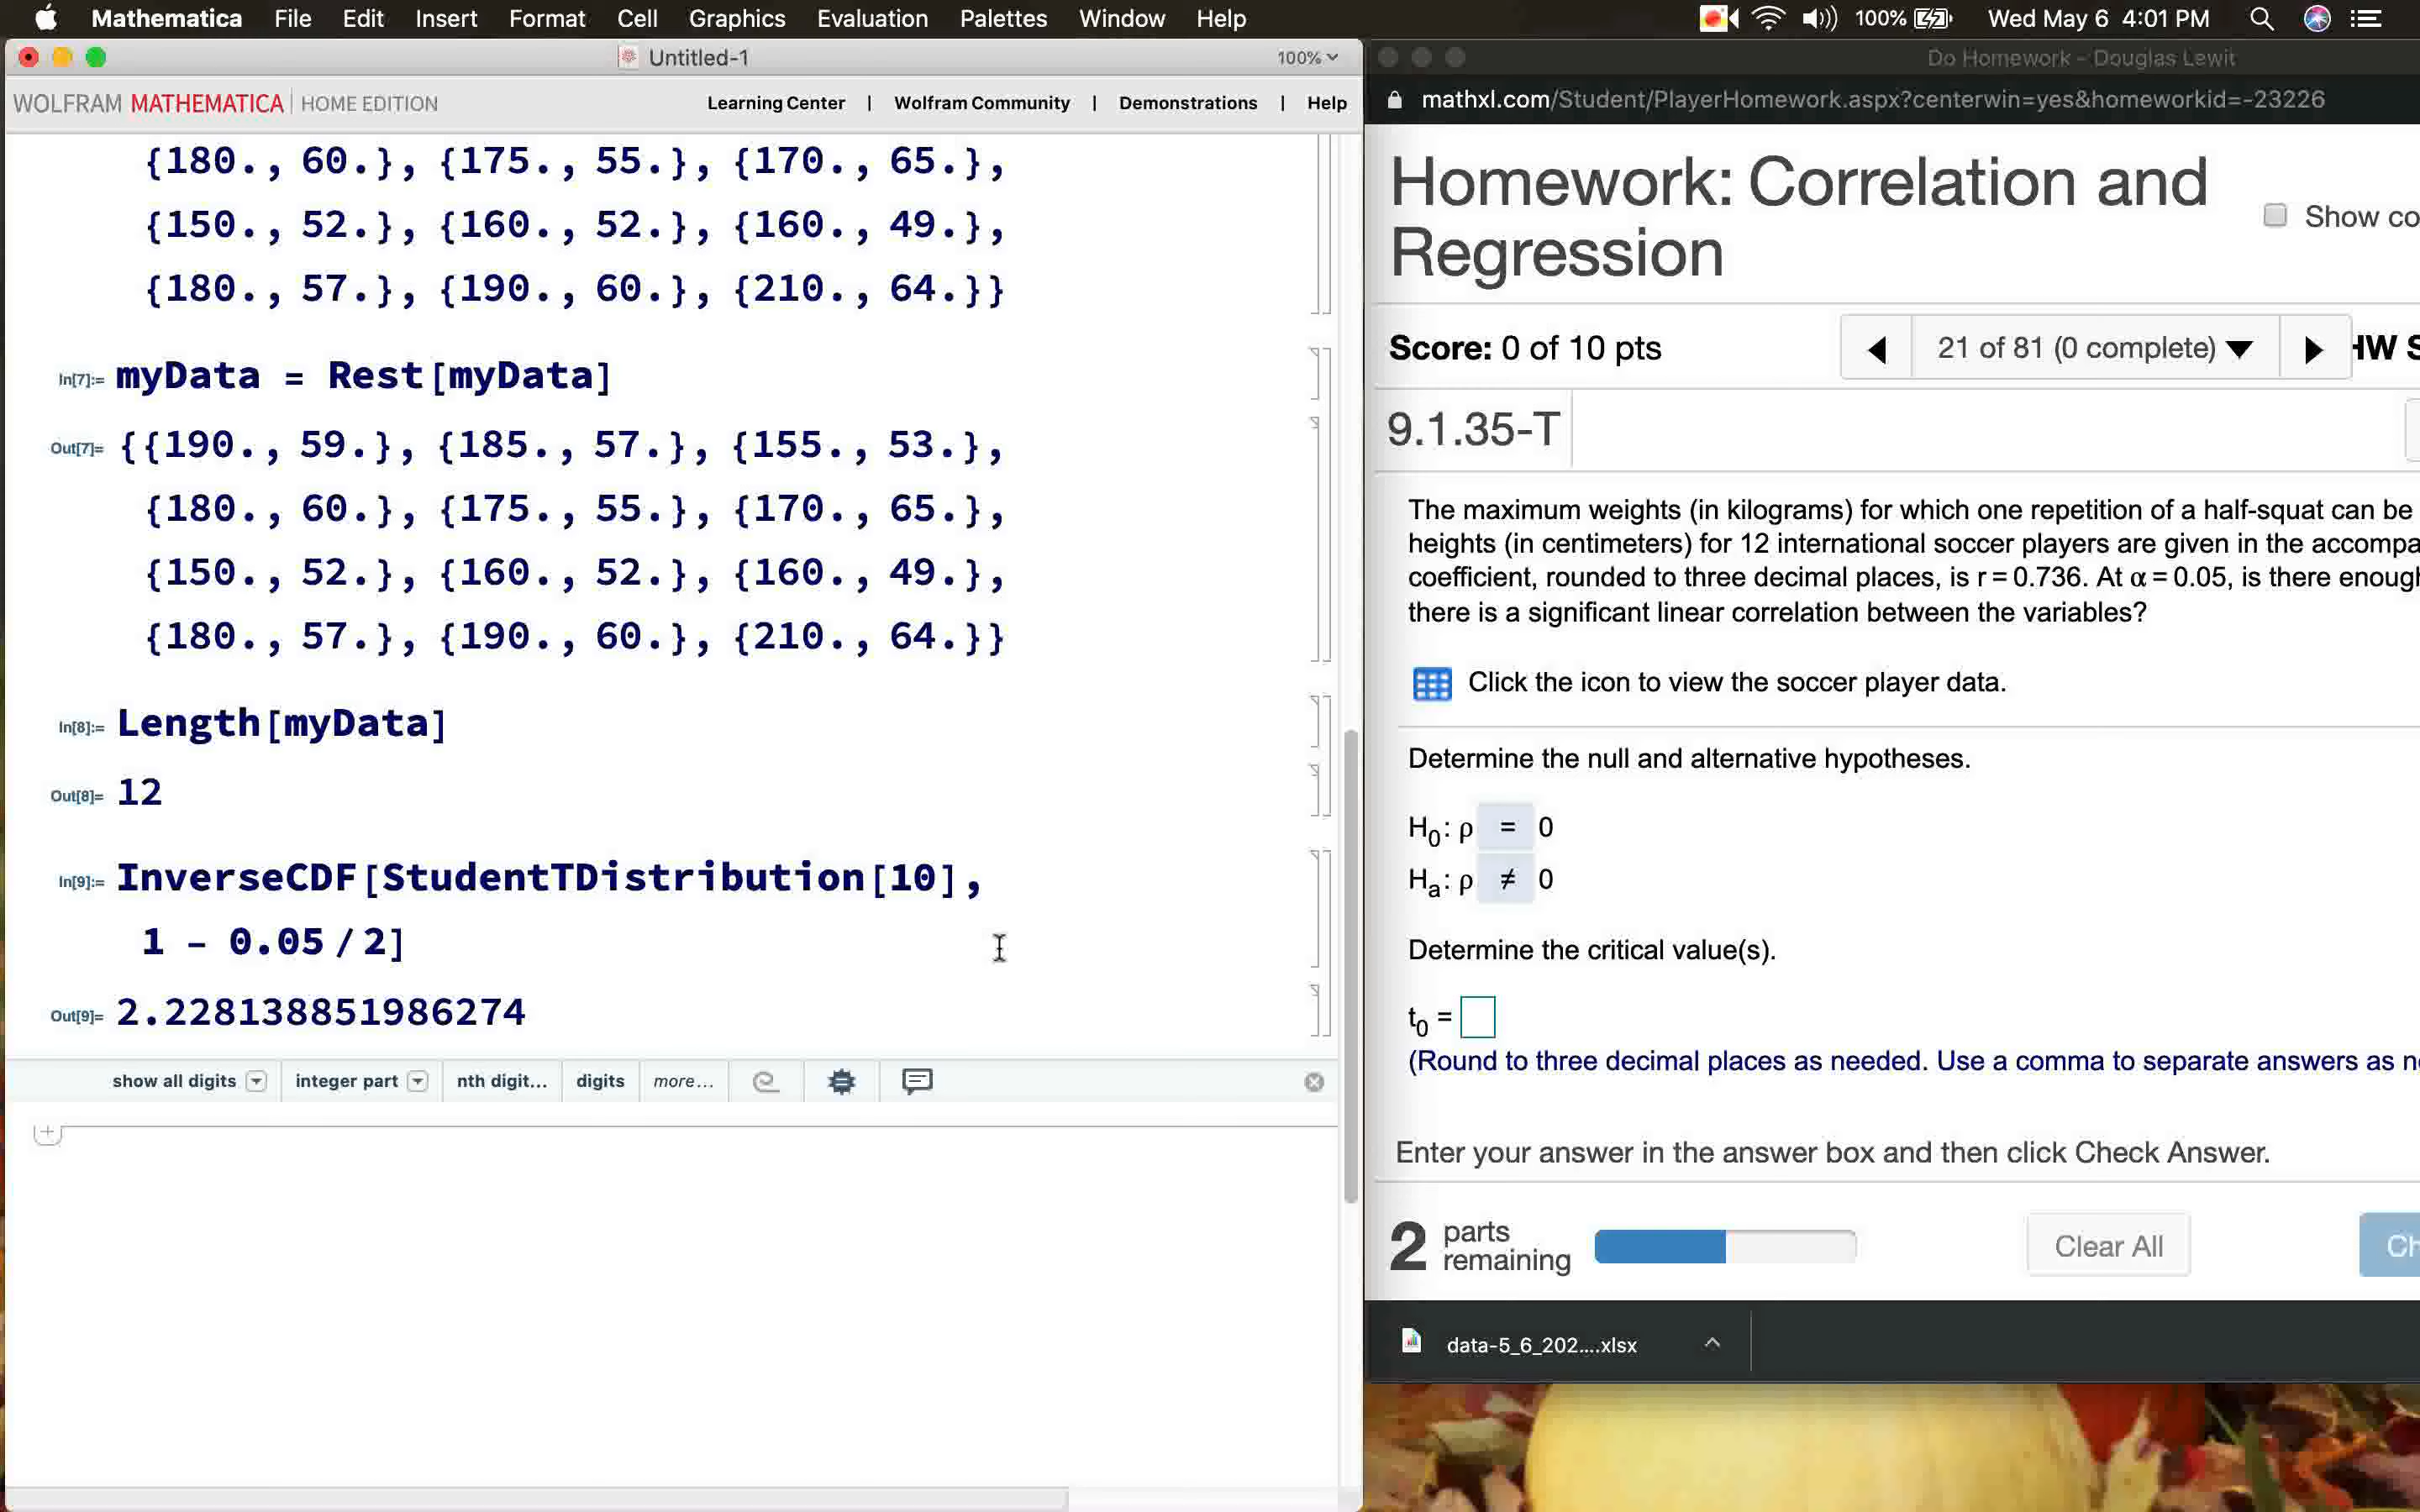 Mathematica File Edit Insert Format Cell Graphics Evaluation Palettes Window Help 100% Wed May 6 4:01 PM
Untitled-1 100%
WOLFRAM MATHEMATICA | HOME EDITION Learning Center | Wolfram Community | Demonstrations | Help
{180., 60.}, {175., 55.}, {170., 65.},
{150., 52.}, {160., 52.}, {160., 49.},
{180., 57.}, {190., 60.}, {210., 64.}}
In[7]:= myData = Rest[myData]
Out[7]= {{190., 59.}, {185., 57.}, {155., 53.},
{180., 60.}, {175., 55.}, {170., 65.},
{150., 52.}, {160., 52.}, {160., 49.},
{180., 57.}, {190., 60.}, {210., 64.}}
In[8]:= Length[myData]
Out[8]= 12
In[9]:= InverseCDF[StudentTDistribution[10],
1 - 0.05 / 2]
Out[9]= 2.228138851986274
show all digits integer part nth digit... digits more...
Do Homework - Douglas Lewit
mathxl.com/Student/PlayerHomework.aspx?centerwin=yes&homeworkid=-23226
Homework: Correlation and
Regression
Show co
Score: 0 of 10 pts
21 of 81 (0 complete)
HW S
9.1.35-T
The maximum weights (in kilograms) for which one repetition of a half-squat can be
heights (in centimeters) for 12 international soccer players are given in the accompa
coefficient, rounded to three decimal places, is r = 0.736. At α = 0.05, is there enough
there is a significant linear correlation between the variables?
Click the icon to view the soccer player data.
Determine the null and alternative hypotheses.
H0: ρ = 0
Ha: ρ ≠ 0
Determine the critical value(s).
t0 =
(Round to three decimal places as needed. Use a comma to separate answers as n
Enter your answer in the answer box and then click Check Answer.
2 parts
remaining
Clear All
Ch
data-5_6_202....xlsx